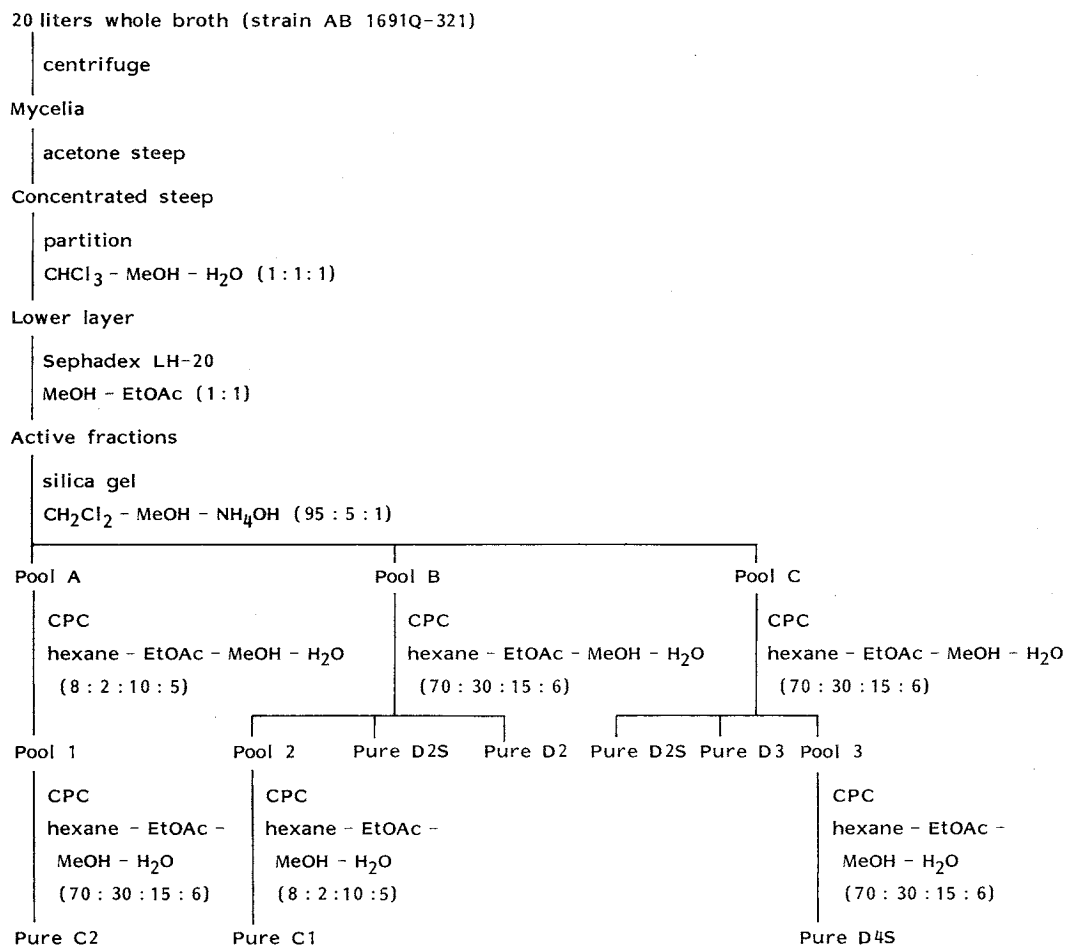 20 liters whole broth (strain AB 1691Q-321)
centrifuge
Mycelia
acetone steep
Concentrated steep
partition
CHCl3 - MeOH - H2O (1 : 1 : 1)
Lower layer
Sephadex LH-20
MeOH - EtOAc (1 : 1)
Active fractions
silica gel
CH2Cl2 - MeOH - NH4OH (95 : 5 : 1)
Pool A
Pool B
Pool C
CPC
hexane - EtOAc - MeOH - H2O
(8 : 2 : 10 : 5)
CPC
hexane - EtOAc - MeOH - H2O
(70 : 30 : 15 : 6)
CPC
hexane - EtOAc - MeOH - H2O
(70 : 30 : 15 : 6)
Pool 1
Pool 2
Pure D2S
Pure D2
Pure D2S
Pure D3
Pool 3
CPC
hexane - EtOAc -
MeOH - H2O
(70 : 30 : 15 : 6)
CPC
hexane - EtOAc -
MeOH - H2O
(8 : 2 : 10 : 5)
CPC
hexane - EtOAc -
MeOH - H2O
(70 : 30 : 15 : 6)
Pure C2
Pure C1
Pure D4S